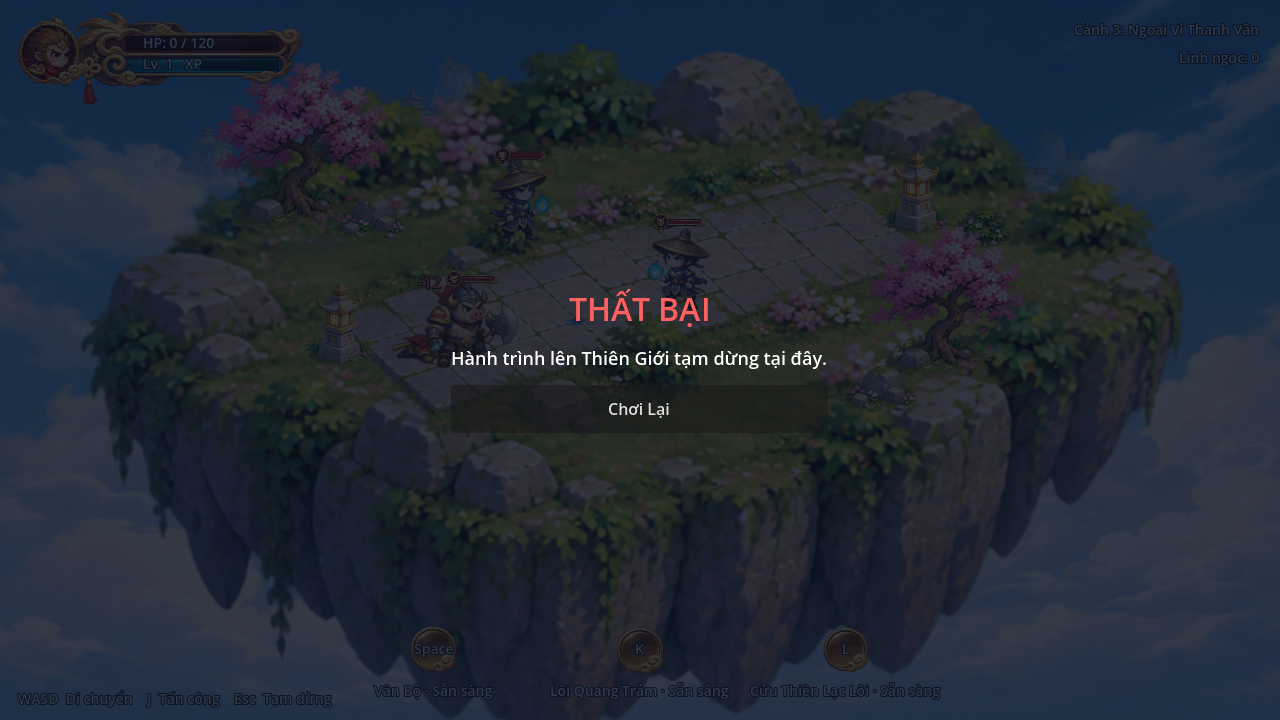 HP: 0 / 120
Lv. 1 XP
Cảnh 3: Ngoại Vi Thanh Vân
Linh ngọc: 0
-12
THẤT BẠI
Hành trình lên Thiên Giới tạm dừng tại đây.
Chơi Lại
Space
K
L
Vân Bộ · Sẵn sàng
Lôi Quang Trảm · Sẵn sàng
Cửu Thiên Lạc Lôi · Sẵn sàng
WASD Di chuyển J Tấn công Esc Tạm dừng